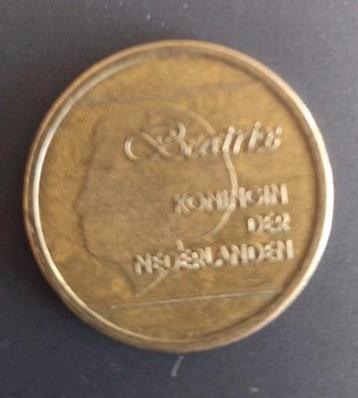 Beatrix
KONINGIN
DER
NEDERLANDEN